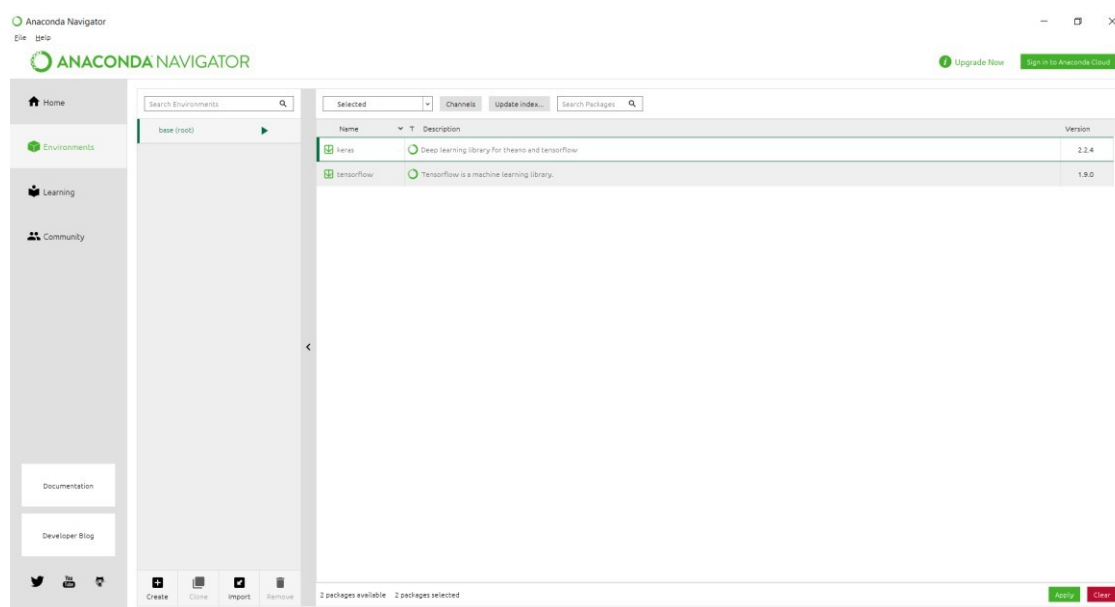 Anaconda Navigator
File Help
ANACONDA NAVIGATOR
Upgrade Now
Sign in to Anaconda Cloud
Home
Environments
Learning
Community
Documentation
Developer Blog
You Tube
Search Environments
base (root)
Create Clone Import Remove
Selected Channels Update index... Search Packages
Name T Description Version
keras Deep learning library for theano and tensorflow 2.2.4
tensorflow Tensorflow is a machine learning library. 1.9.0
2 packages available 2 packages selected
Apply Clear